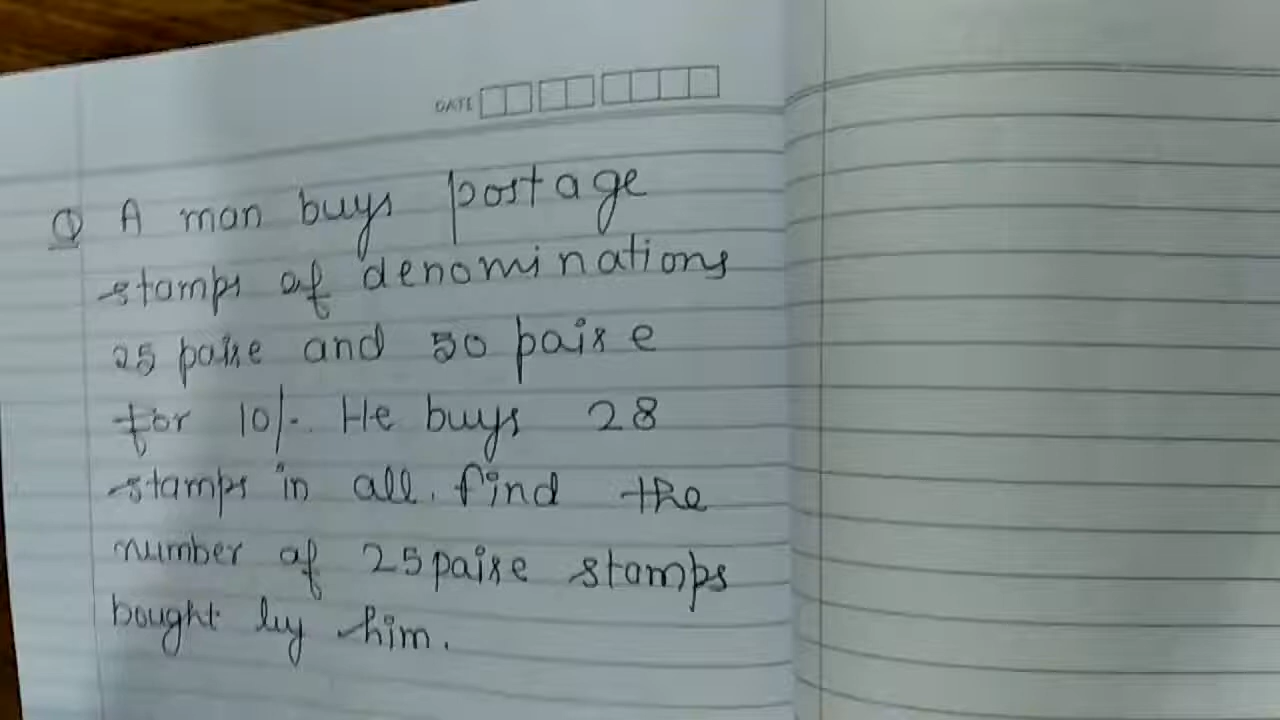 DATE
Q A man buys postage
stamps of denominations
25 paise and 50 paise
for 10/-. He buys 28
stamps in all. find the
number of 25 paise stamps
bought by him.